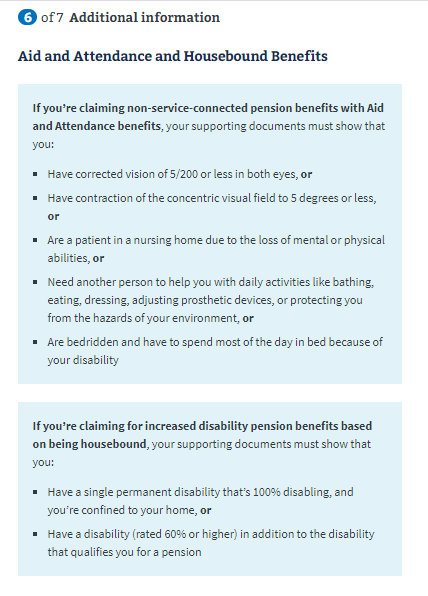 6 of 7 Additional information
Aid and Attendance and Housebound Benefits
If you're claiming non-service-connected pension benefits with Aid
and Attendance benefits, your supporting documents must show that
you:
▪ Have corrected vision of 5/200 or less in both eyes, or
▪ Have contraction of the concentric visual field to 5 degrees or less,
or
▪ Are a patient in a nursing home due to the loss of mental or physical
abilities, or
▪ Need another person to help you with daily activities like bathing,
eating, dressing, adjusting prosthetic devices, or protecting you
from the hazards of your environment, or
▪ Are bedridden and have to spend most of the day in bed because of
your disability
If you're claiming for increased disability pension benefits based
on being housebound, your supporting documents must show that
you:
▪ Have a single permanent disability that's 100% disabling, and
you're confined to your home, or
▪ Have a disability (rated 60% or higher) in addition to the disability
that qualifies you for a pension